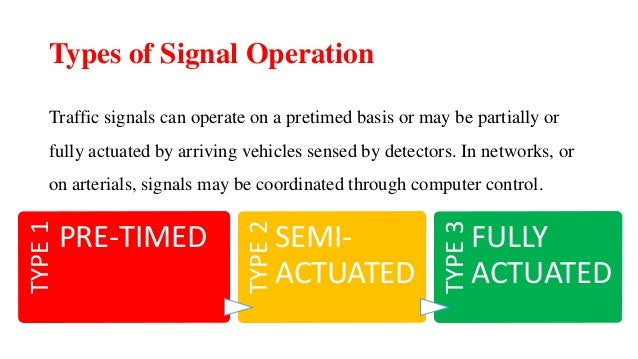 Types of Signal Operation
Traffic signals can operate on a pretimed basis or may be partially or
fully actuated by arriving vehicles sensed by detectors. In networks, or
on arterials, signals may be coordinated through computer control.
TYPE 1
PRE-TIMED
TYPE 2
SEMI-
ACTUATED
TYPE 3
FULLY
ACTUATED